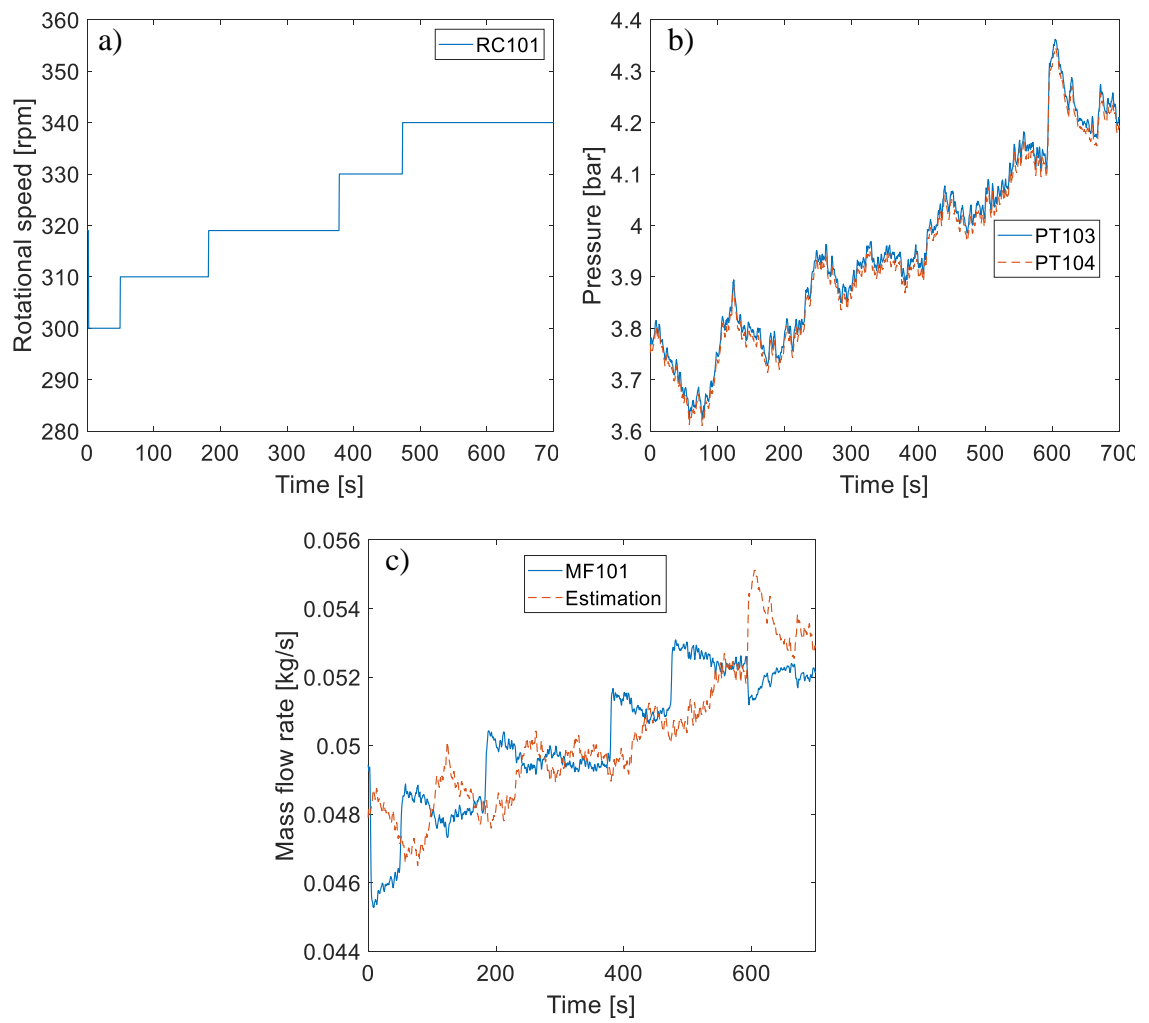 a)
RC101
Rotational speed [rpm]
360
350
340
330
320
310
300
290
280
0 100 200 300 400 500 600 70
Time [s]
b)
PT103
PT104
Pressure [bar]
4.4
4.3
4.2
4.1
4
3.9
3.8
3.7
3.6
0 100 200 300 400 500 600 700
Time [s]
c)
MF101
Estimation
Mass flow rate [kg/s]
0.056
0.054
0.052
0.05
0.048
0.046
0.044
0 200 400 600
Time [s]